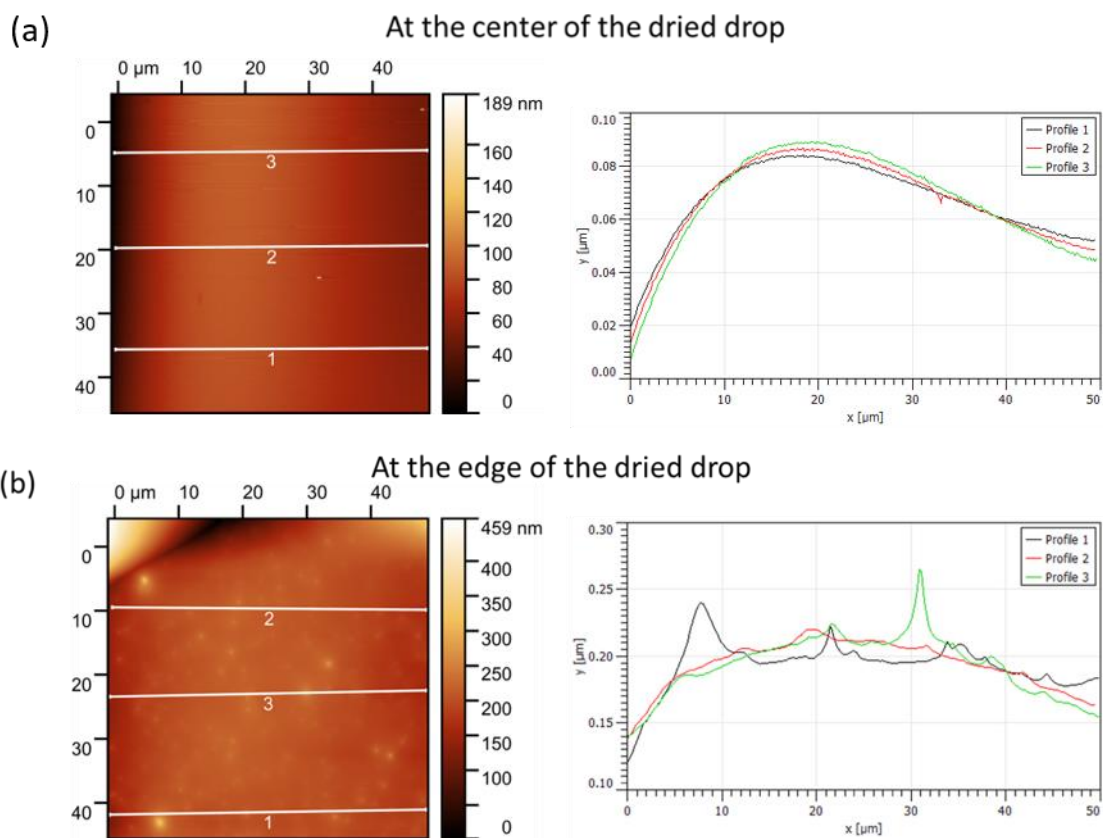 (a)
At the center of the dried drop
0 µm 10 20 30 40
0
10
20
30
40
3
2
1
189 nm
160
140
120
100
80
60
40
20
0
0.10
0.08
0.06
0.04
0.02
0.00
y [µm]
0 10 20 30 40 50
x [µm]
Profile 1
Profile 2
Profile 3
(b)
At the edge of the dried drop
0 µm 10 20 30 40
0
10
20
30
40
2
3
1
459 nm
400
350
300
250
200
150
100
50
0
0.30
0.25
0.20
0.15
0.10
y [µm]
0 10 20 30 40 50
x [µm]
Profile 1
Profile 2
Profile 3